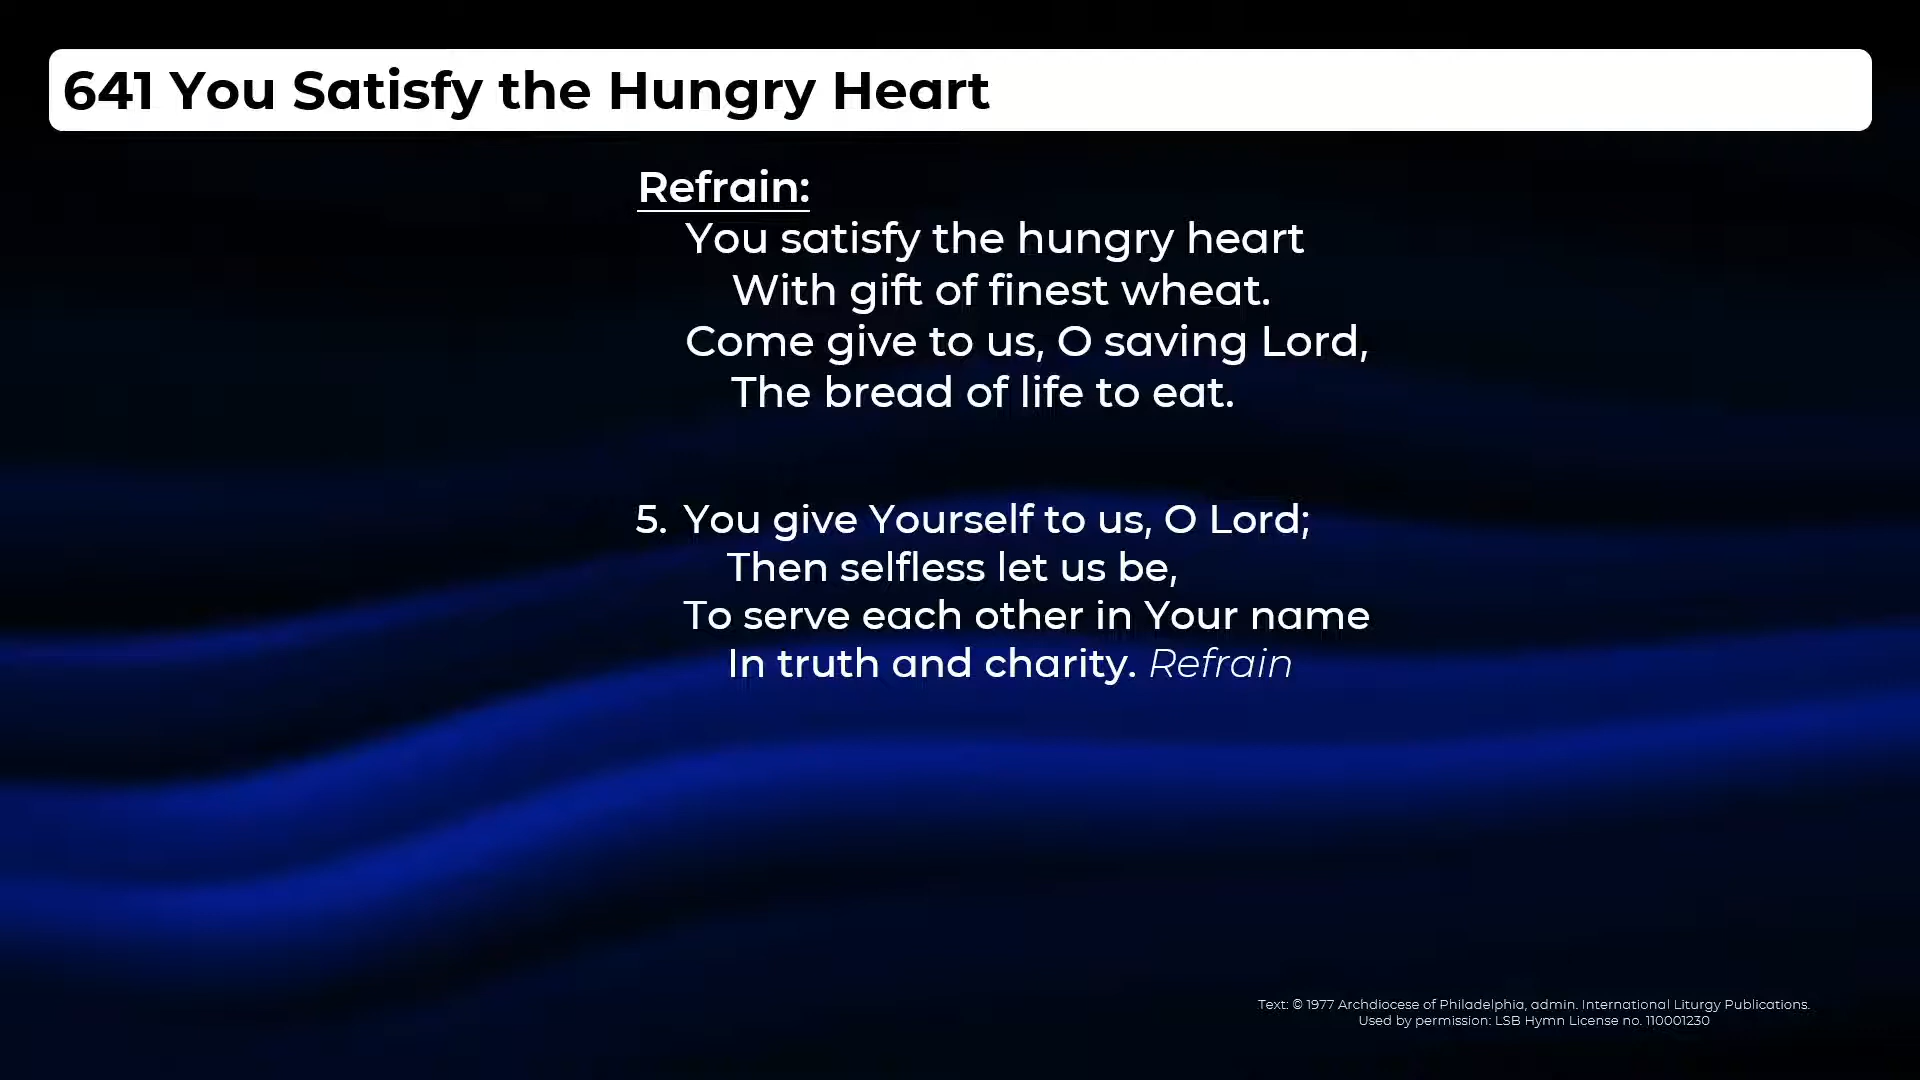 641 You Satisfy the Hungry Heart
Refrain:
You satisfy the hungry heart
With gift of finest wheat.
Come give to us, O saving Lord,
The bread of life to eat.
5. You give Yourself to us, O Lord;
Then selfless let us be,
To serve each other in Your name
In truth and charity. Refrain
Text: © 1977 Archdiocese of Philadelphia, admin. International Liturgy Publications.
Used by permission: LSB Hymn License no. 110001230